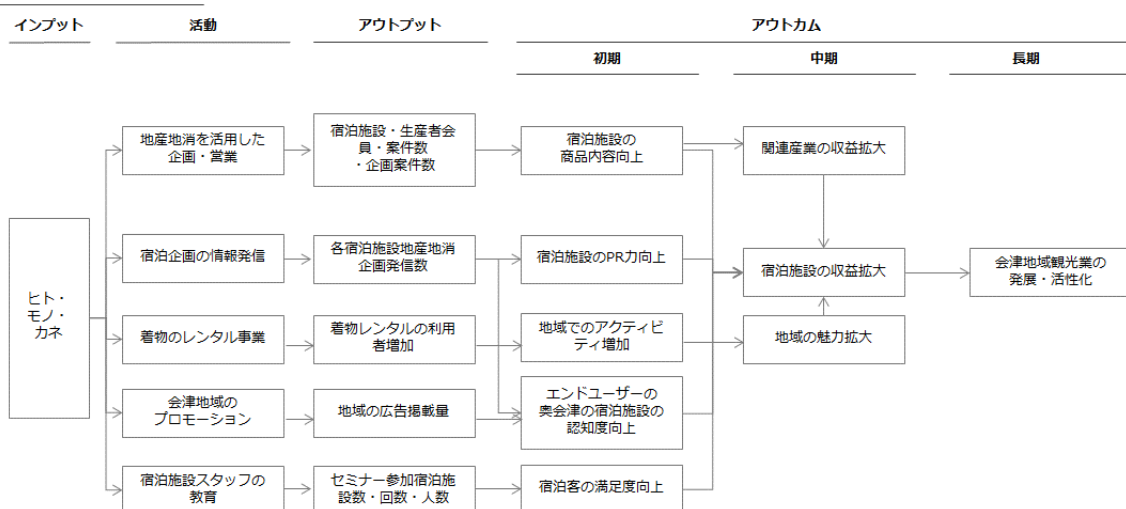 インプット
活動
アウトプット
アウトカム
初期
中期
長期
ヒト・
モノ・
カネ
地産地消を活用した
企画・営業
宿泊施設・生産者会
員・案件数
・企画案件数
宿泊施設の
商品内容向上
関連産業の収益拡大
宿泊企画の情報発信
各宿泊施設地産地消
企画発信数
宿泊施設のPR力向上
宿泊施設の収益拡大
会津地域観光業の
発展・活性化
着物のレンタル事業
着物レンタルの利用
者増加
地域でのアクティビ
ティ増加
地域の魅力拡大
会津地域の
プロモーション
地域の広告掲載量
エンドユーザーの
奥会津の宿泊施設の
認知度向上
宿泊施設スタッフの
教育
セミナー参加宿泊施
設数・回数・人数
宿泊客の満足度向上